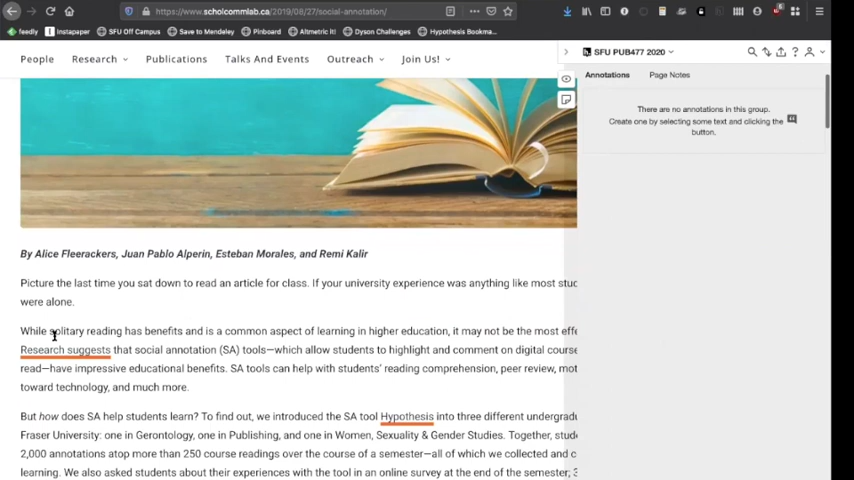 https://www.scholcommlab.ca/2019/08/27/social-annotation/
feedly Instapaper SFU Off Campus Save to Mendeley Pinboard Altmetric it! Dyson Challenges Hypothesis Bookma...
People Research Publications Talks And Events Outreach Join Us!
SFU PUB477 2020
Annotations Page Notes
There are no annotations in this group.
Create one by selecting some text and clicking the
button.
By Alice Fleerackers, Juan Pablo Alperin, Esteban Morales, and Remi Kalir
Picture the last time you sat down to read an article for class. If your university experience was anything like most stud
were alone.
While solitary reading has benefits and is a common aspect of learning in higher education, it may not be the most effe
Research suggests that social annotation (SA) tools—which allow students to highlight and comment on digital course
read—have impressive educational benefits. SA tools can help with students' reading comprehension, peer review, mot
toward technology, and much more.
But how does SA help students learn? To find out, we introduced the SA tool Hypothesis into three different undergradu
Fraser University: one in Gerontology, one in Publishing, and one in Women, Sexuality & Gender Studies. Together, stude
2,000 annotations atop more than 250 course readings over the course of a semester—all of which we collected and c
learning. We also asked students about their experiences with the tool in an online survey at the end of the semester; 3